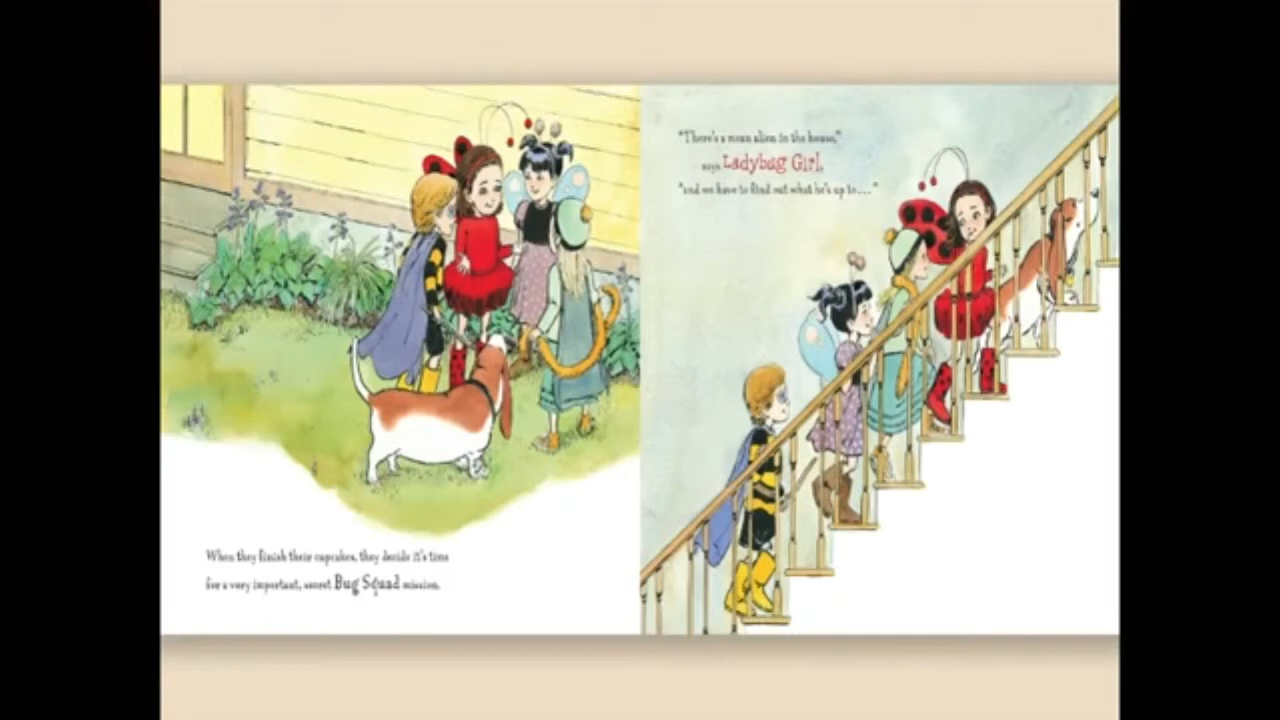 When they finish their cupcakes, they decide it's time
for a very important, secret Bug Squad mission.
"There's a mean alien in the house,"
says Ladybug Girl,
"and we have to find out what he's up to . . . "